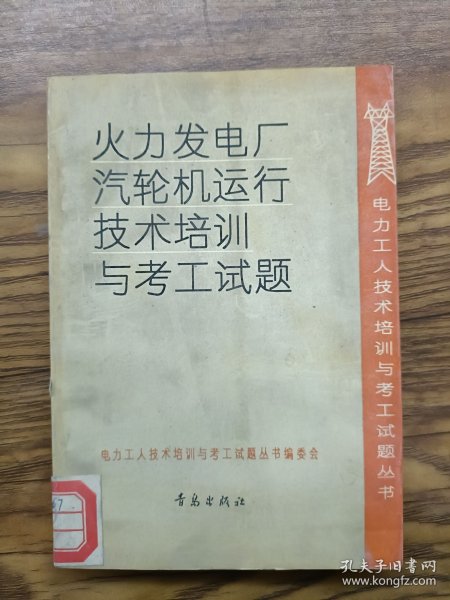 火力发电厂
汽轮机运行
技术培训
与考工试题
电力工人技术培训与考工试题丛书
电力工人技术培训与考工试题丛书编委会
青岛出版社
7
孔夫子旧书网
www.kongfz.com